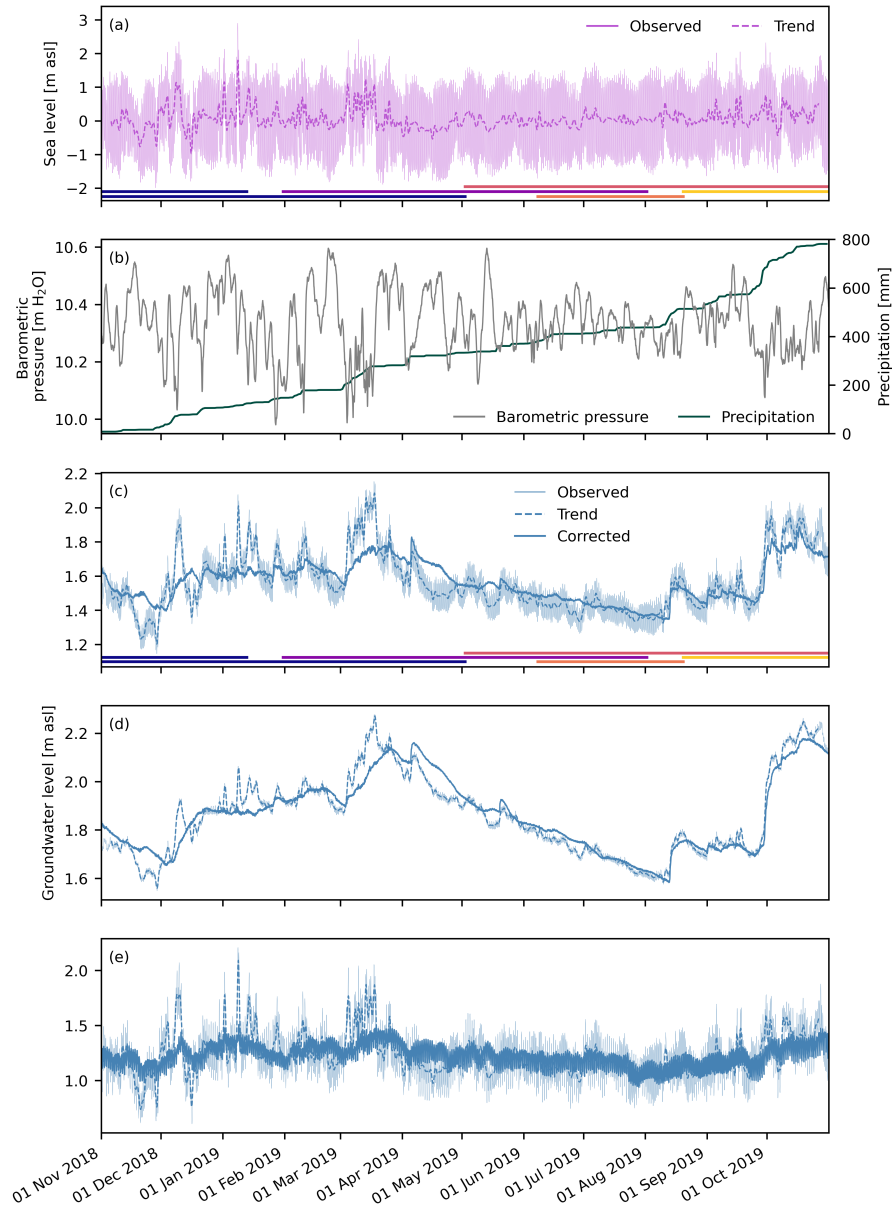 (a)
Observed
Trend
Sea level [m asl]
3
2
1
0
−1
−2
(b)
Barometric
pressure [m H₂O]
10.6
10.4
10.2
10.0
Barometric pressure
Precipitation
Precipitation [mm]
800
600
400
200
0
(c)
Observed
Trend
Corrected
2.2
2.0
1.8
1.6
1.4
1.2
(d)
Groundwater level [m asl]
2.2
2.0
1.8
1.6
(e)
2.0
1.5
1.0
01 Nov 2018
01 Dec 2018
01 Jan 2019
01 Feb 2019
01 Mar 2019
01 Apr 2019
01 May 2019
01 Jun 2019
01 Jul 2019
01 Aug 2019
01 Sep 2019
01 Oct 2019